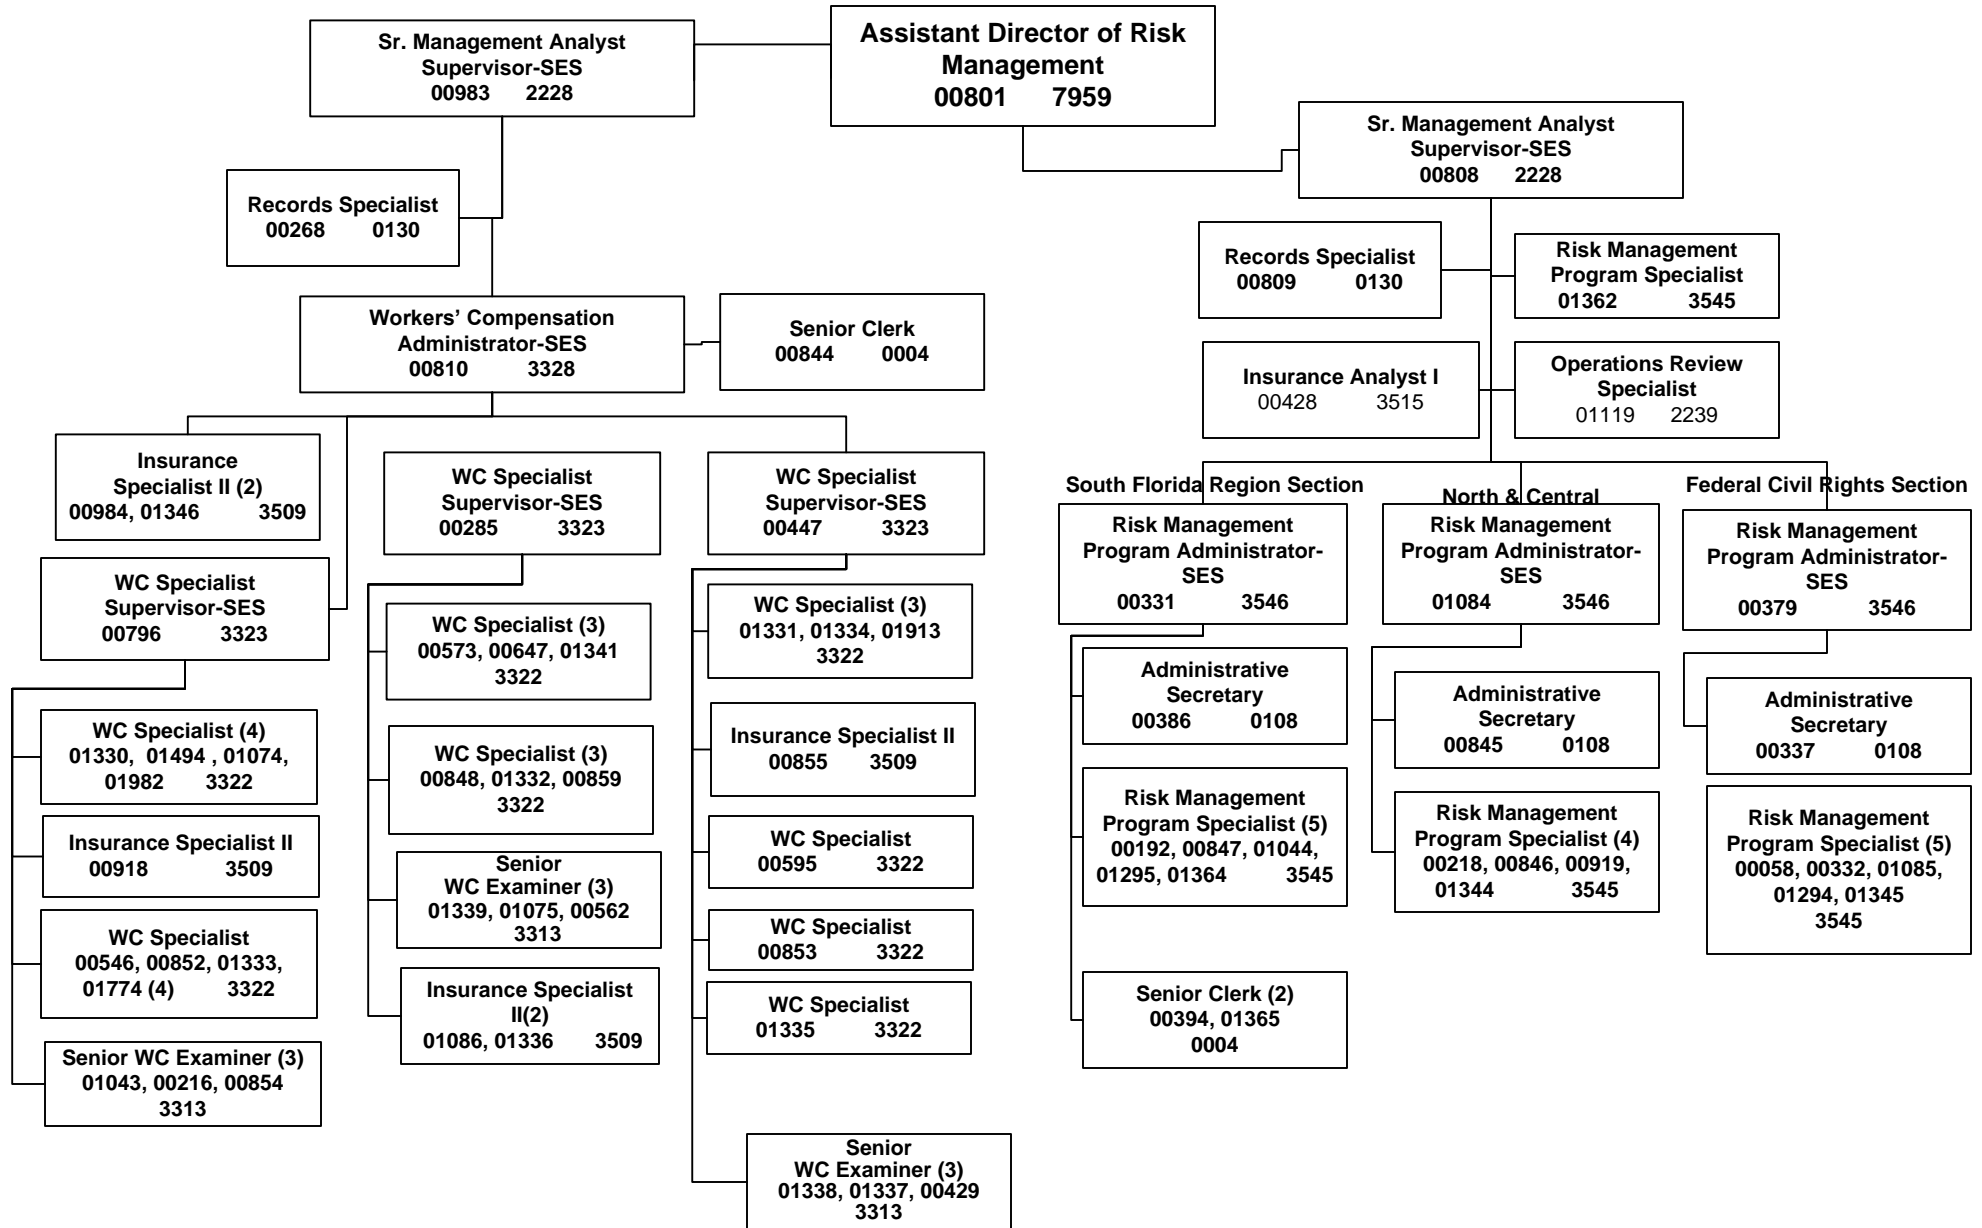 Assistant Director of Risk
Management
00801 7959
Sr. Management Analyst
Supervisor-SES
00983 2228
Records Specialist
00268 0130
Workers' Compensation
Administrator-SES
00810 3328
Senior Clerk
00844 0004
Insurance
Specialist II (2)
00984, 01346 3509
WC Specialist
Supervisor-SES
00796 3323
WC Specialist (4)
01330, 01494 , 01074,
01982 3322
Insurance Specialist II
00918 3509
WC Specialist
00546, 00852, 01333,
01774 (4) 3322
Senior WC Examiner (3)
01043, 00216, 00854
3313
WC Specialist
Supervisor-SES
00285 3323
WC Specialist (3)
00573, 00647, 01341
3322
WC Specialist (3)
00848, 01332, 00859
3322
Senior
WC Examiner (3)
01339, 01075, 00562
3313
Insurance Specialist
II(2)
01086, 01336 3509
WC Specialist
Supervisor-SES
00447 3323
WC Specialist (3)
01331, 01334, 01913
3322
Insurance Specialist II
00855 3509
WC Specialist
00595 3322
WC Specialist
00853 3322
WC Specialist
01335 3322
Senior
WC Examiner (3)
01338, 01337, 00429
3313
Sr. Management Analyst
Supervisor-SES
00808 2228
Records Specialist
00809 0130
Risk Management
Program Specialist
01362 3545
Insurance Analyst I
00428 3515
Operations Review
Specialist
01119 2239
South Florida Region Section
Risk Management
Program Administrator-
SES
00331 3546
Administrative
Secretary
00386 0108
Risk Management
Program Specialist (5)
00192, 00847, 01044,
01295, 01364 3545
Senior Clerk (2)
00394, 01365
0004
North & Central
Risk Management
Program Administrator-
SES
01084 3546
Administrative
Secretary
00845 0108
Risk Management
Program Specialist (4)
00218, 00846, 00919,
01344 3545
Federal Civil Rights Section
Risk Management
Program Administrator-
SES
00379 3546
Administrative
Secretary
00337 0108
Risk Management
Program Specialist (5)
00058, 00332, 01085,
01294, 01345
3545